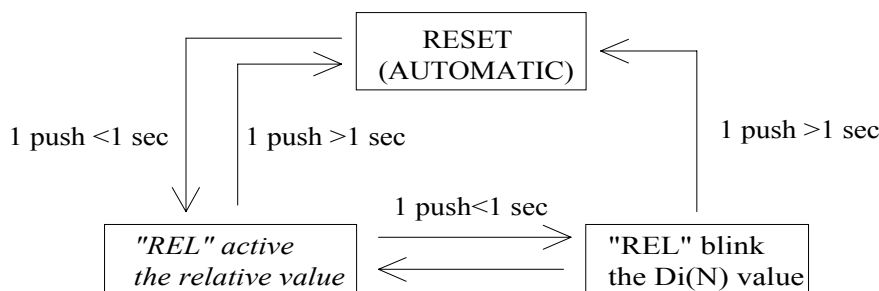 RESET
(AUTOMATIC)
1 push <1 sec
1 push >1 sec
1 push >1 sec
1 push<1 sec
"REL" active
the relative value
"REL" blink
the Di(N) value